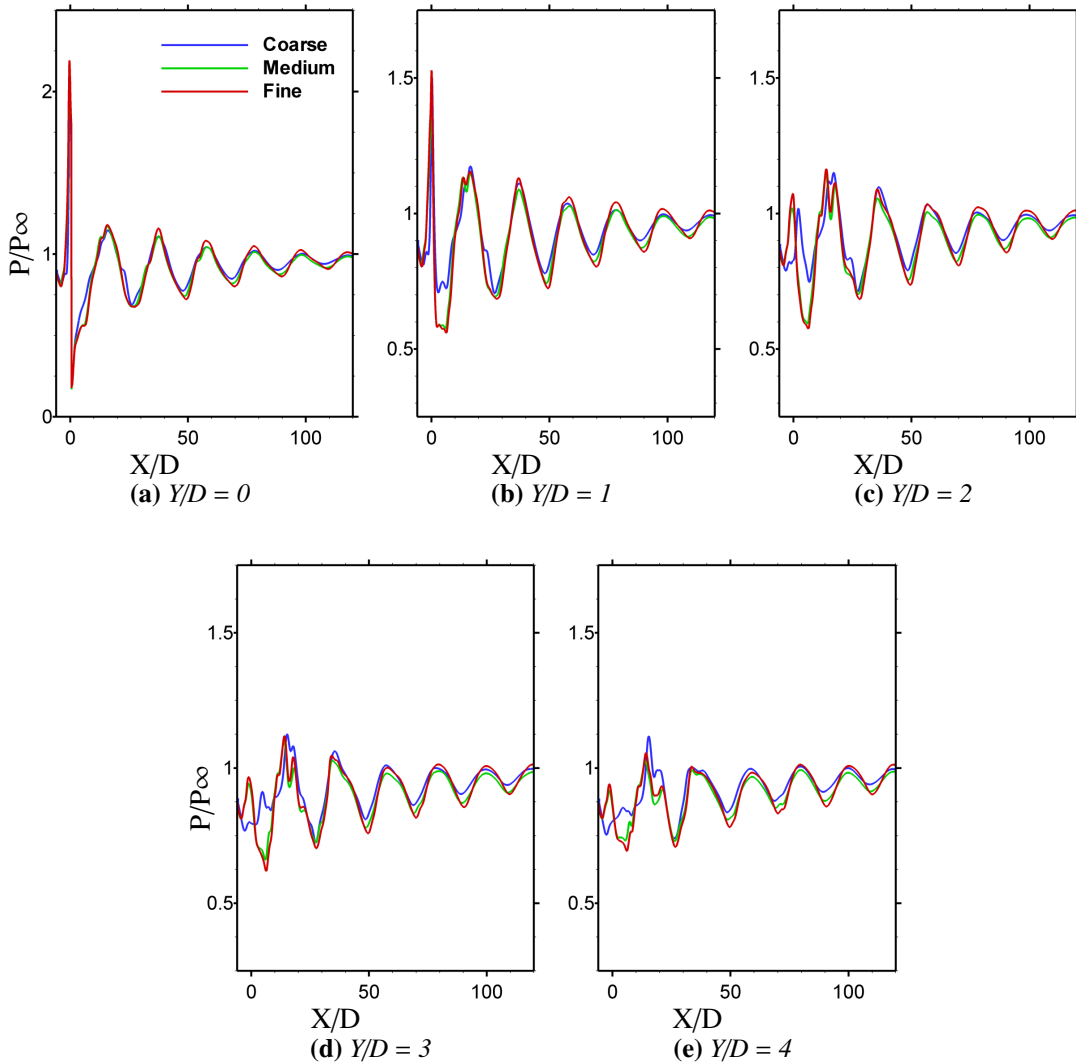 Coarse
Medium
Fine
P/P∞
2
1
0
0 50 100
X/D
(a) Y/D = 0
1.5
1
0.5
0 50 100
X/D
(b) Y/D = 1
1.5
1
0.5
0 50 100
X/D
(c) Y/D = 2
P/P∞
1.5
1
0.5
0 50 100
X/D
(d) Y/D = 3
P/P∞
1.5
1
0.5
0 50 100
X/D
(e) Y/D = 4